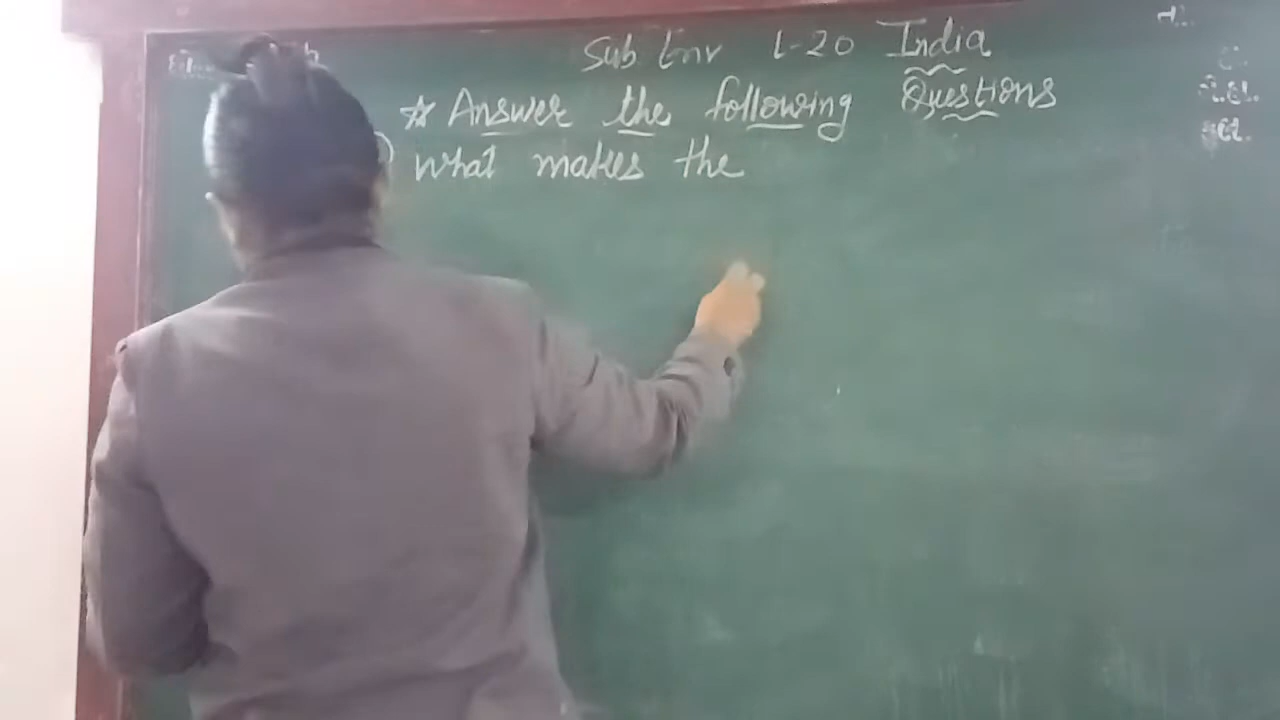 Sub Env L-20 India
☆ Answer the following Questions
What makes the